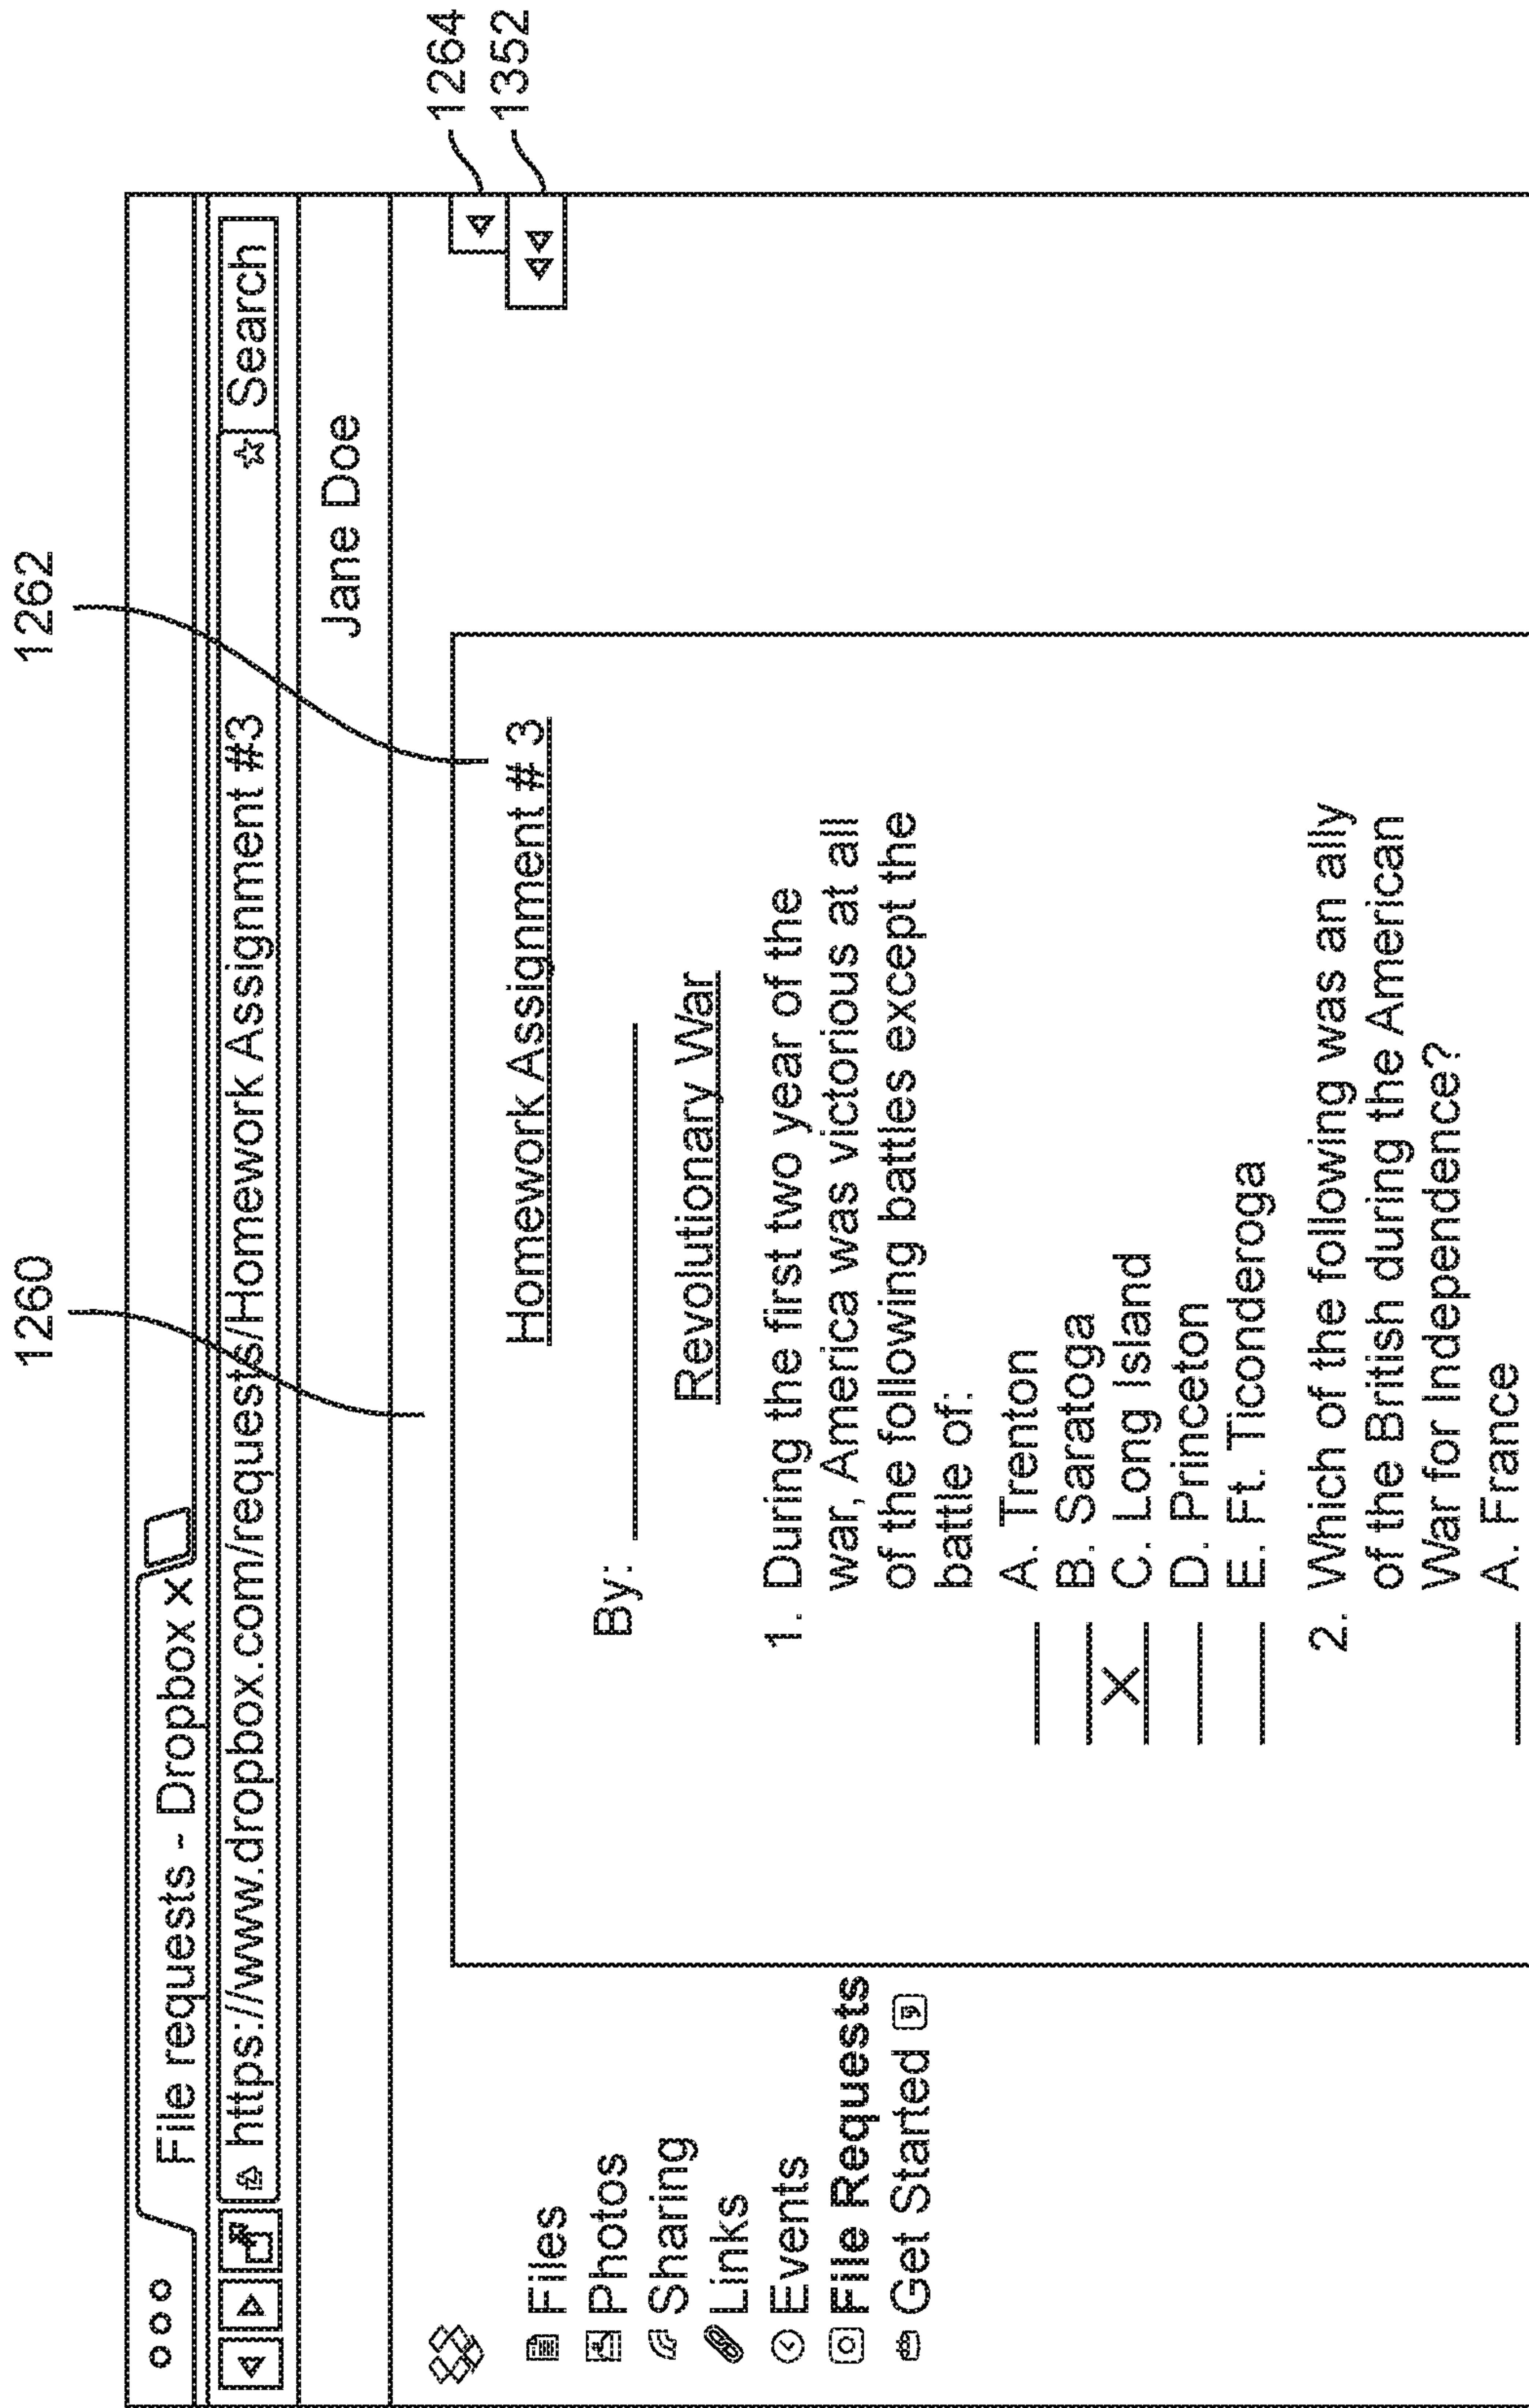 1260
1262
File requests - Dropbox x
https://www.dropbox.com/requests/Homework Assignment #3
Search
Jane Doe
1264
1352
Files
Photos
Sharing
Links
Events
File Requests
Get Started
Homework Assignment # 3
By:
Revolutionary War
1. During the first two year of the
war, America was victorious at all
of the following battles except the
battle of:
A. Trenton
B. Saratoga
X C. Long Island
D. Princeton
E. Ft. Ticonderoga
2. Which of the following was an ally
of the British during the American
War for Independence?
A. France